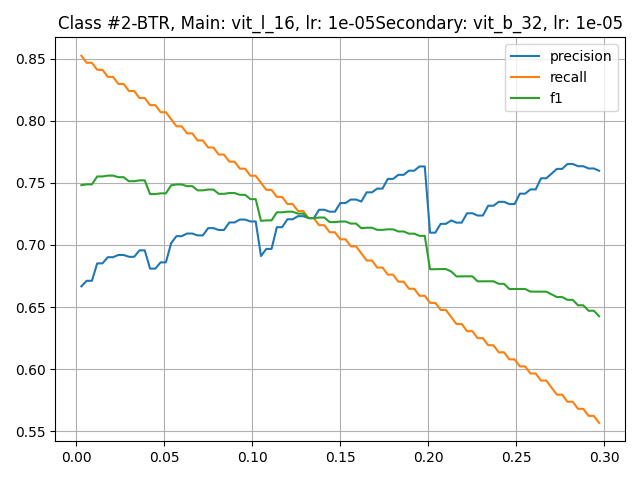 Class #2-BTR, Main: vit_l_16, lr: 1e-05Secondary: vit_b_32, lr: 1e-05
precision
recall
f1
0.85
0.80
0.75
0.70
0.65
0.60
0.55
0.00 0.05 0.10 0.15 0.20 0.25 0.30